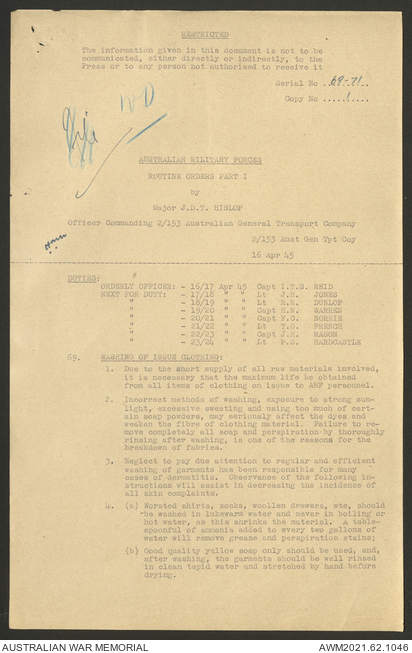 RESTRICTED
The information given in this document is not to be
communicated, either directly or indirectly, to the
Press or to any person not authorised to receive it
Serial No ..69-71....
Copy No .....1.....
File
AUSTRALIAN MILITARY FORCES
ROUTINE ORDERS PART I
by
Major J.D.T. HISLOP
Officer Commanding 2/153 Australian General Transport Company
2/153 Aust Gen Tpt Coy
16 Apr 45
DUTIES:
ORDERLY OFFICER: - 16/17 Apr 45 Capt I.T.G. REID
NEXT FOR DUTY: - 17/18 " " Lt J.H. JONES
" - 18/19 " " Lt R.R. DUNLOP
" - 19/20 " " Capt E.N. WARREN
" - 20/21 " " Capt F.C. NORRIE
" - 21/22 " " Lt T.G. FRENCH
" - 22/23 " " Capt J.H. MASON
" - 23/24 " " Lt P.S. HARDCASTLE
69. WASHING OF ISSUE CLOTHING:
1. Due to the short supply of all raw materials involved,
it is necessary that the maximum life be obtained
from all items of clothing on issue to AMF personnel.
2. Incorrect methods of washing, exposure to strong sun-
light, excessive sweating and using too much of cert-
ain soap powders, may seriously affect the dyes and
weaken the fibre of clothing material. Failure to re-
move completely all soap and perspiration by thoroughly
rinsing after washing, is one of the reasons for the
breakdown of fabrics.
3. Neglect to pay due attention to regular and efficient
washing of garments has been responsible for many
cases of dermatitis. Observance of the following in-
structions will assist in decreasing the incidence of
all skin complaints.
4. (a) Worsted shirts, socks, woollen drawers, etc, should
be washed in lukewarm water and never in boiling or
hot water, as this shrinks the material. A table-
spoonful of ammonia added to every two gallons of
water will remove grease and perspiration stains;
(b) Good quality yellow soap only should be used, and,
after washing, the garments should be well rinsed
in clean tepid water and stretched by hand before
drying.
AUSTRALIAN WAR MEMORIAL
AWM2021.62.1046